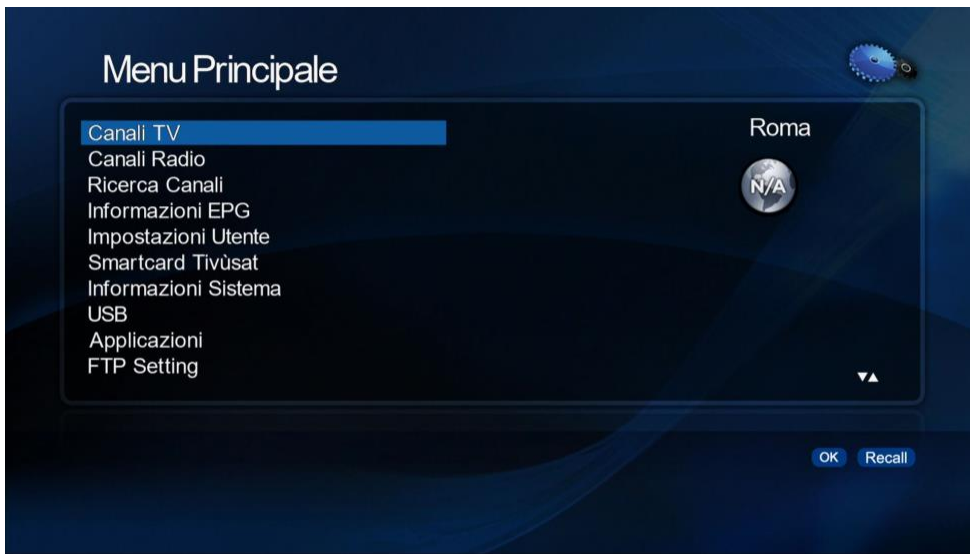 Menu Principale
Canali TV
Roma
Canali Radio
Ricerca Canali
N/A
Informazioni EPG
Impostazioni Utente
Smartcard Tivùsat
Informazioni Sistema
USB
Applicazioni
FTP Setting
OK Recall